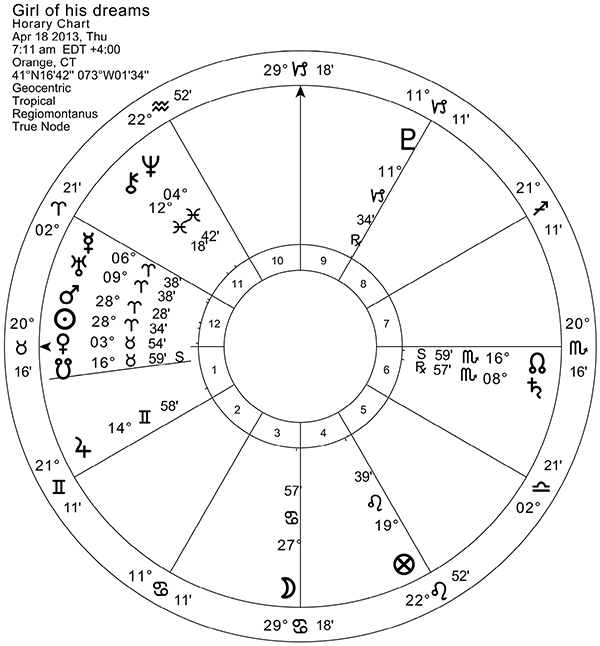 Girl of his dreams
Horary Chart
Apr 18 2013, Thu
7:11 am EDT +4:00
Orange, CT
41°N16'42" 073°W01'34"
Geocentric
Tropical
Regiomontanus
True Node
29° ♑ 18'
11° ♑ 11'
21° ♐ 11'
20° ♏ 16'
21' ♎ 02°
22° ♌ 52'
29° ♋ 18'
11° ♋ 11'
21° ♊ 11'
20° ♉ 16'
21' ♈ 02°
22° ♒ 52'
♇ 11° ♑ 34' ℞
♆ 04° ♓ 42'
⚷ 12° ♓ 18'
☿ 06° ♈ 38'
♅ 09° ♈ 38'
♂ 28° ♈ 28'
☉ 28° ♈ 34'
♀ 03° ♉ 54'
☋ 16° ♉ 59' S
♃ 14° ♊ 58'
☽ 27° ♋ 57'
⊗ 19° ♌ 39'
S 59' ♏ 16° ☊
℞ 57' ♏ 08° ♄
10
9
8
7
6
5
4
3
2
1
12
11